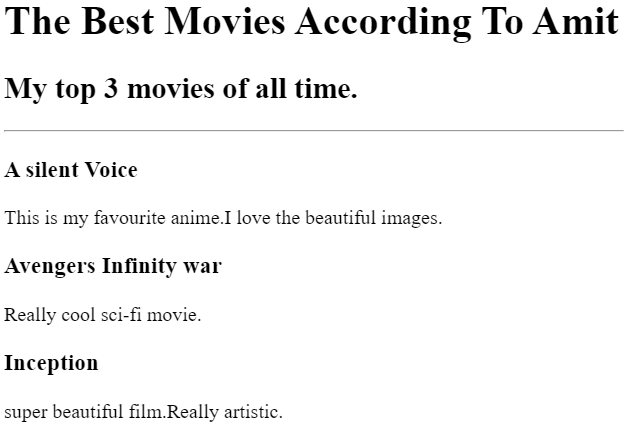 The Best Movies According To Amit
My top 3 movies of all time.
A silent Voice
This is my favourite anime.I love the beautiful images.
Avengers Infinity war
Really cool sci-fi movie.
Inception
super beautiful film.Really artistic.